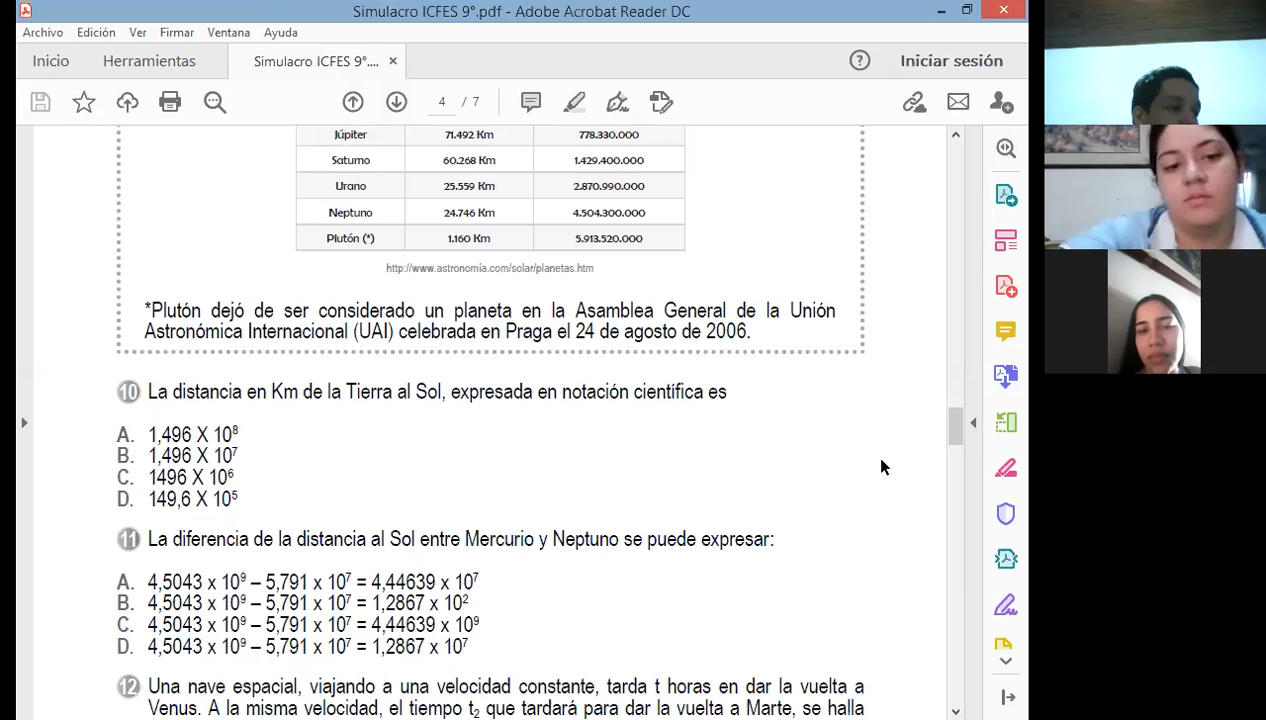 Simulacro ICFES 9°.pdf - Adobe Acrobat Reader DC
Archivo Edición Ver Firmar Ventana Ayuda
Inicio Herramientas Simulacro ICFES 9°.... × ? Iniciar sesión
4 / 7
Júpiter 71.492 Km 778.330.000
Saturno 60.268 Km 1.429.400.000
Urano 25.559 Km 2.870.990.000
Neptuno 24.746 Km 4.504.300.000
Plutón (*) 1.160 Km 5.913.520.000
http://www.astronomia.com/solar/planetas.htm
*Plutón dejó de ser considerado un planeta en la Asamblea General de la Unión
Astronómica Internacional (UAI) celebrada en Praga el 24 de agosto de 2006.
10 La distancia en Km de la Tierra al Sol, expresada en notación científica es
A. 1,496 X 10⁸
B. 1,496 X 10⁷
C. 1496 X 10⁶
D. 149,6 X 10⁵
11 La diferencia de la distancia al Sol entre Mercurio y Neptuno se puede expresar:
A. 4,5043 x 10⁹ – 5,791 x 10⁷ = 4,44639 x 10⁷
B. 4,5043 x 10⁹ – 5,791 x 10⁷ = 1,2867 x 10²
C. 4,5043 x 10⁹ – 5,791 x 10⁷ = 4,44639 x 10⁹
D. 4,5043 x 10⁹ – 5,791 x 10⁷ = 1,2867 x 10⁷
12 Una nave espacial, viajando a una velocidad constante, tarda t horas en dar la vuelta a
Venus. A la misma velocidad, el tiempo t₂ que tardará para dar la vuelta a Marte, se halla